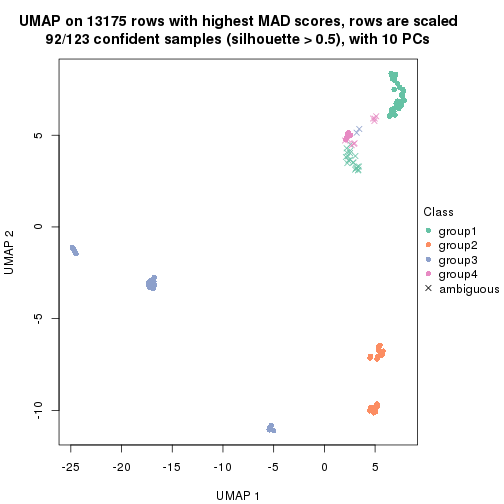 UMAP on 13175 rows with highest MAD scores, rows are scaled
92/123 confident samples (silhouette > 0.5), with 10 PCs
5
0
-5
-10
UMAP 2
-25
-20
-15
-10
-5
0
5
UMAP 1
Class
group1
group2
group3
group4
ambiguous